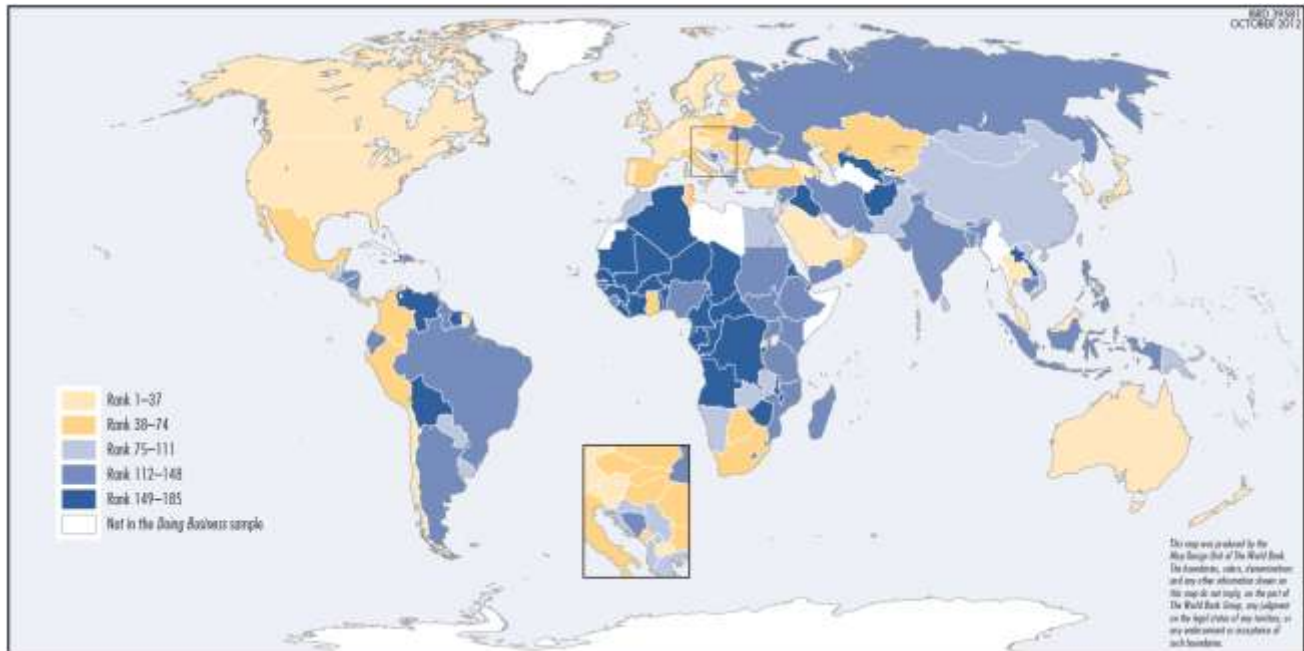 IBRD 39581
OCTOBER 2012
Rank 1–37
Rank 38–74
Rank 75–111
Rank 112–148
Rank 149–185
Not in the Doing Business sample
This map was produced by the
Map Design Unit of The World Bank.
The boundaries, colors, denominations
and any other information shown on
this map do not imply, on the part of
The World Bank Group, any judgment
on the legal status of any territory, or
any endorsement or acceptance of
such boundaries.